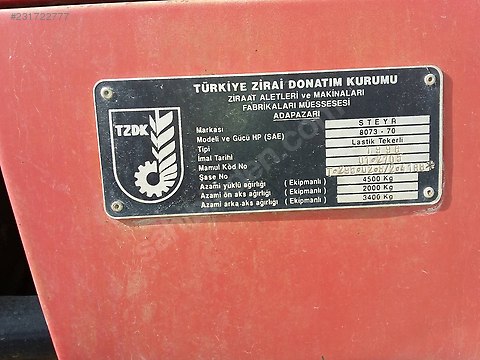 #231722777
TÜRKİYE ZİRAİ DONATIM KURUMU
ZİRAAT ALETLERİ ve MAKİNALARI
FABRİKALARI MÜESSESESİ
ADAPAZARI
TZDK
Markası STEYR
Modeli ve Gücü HP (SAE) 8073 - 70
Tipi Lastik Tekerli
İmal Tarihi
Mamul Kod No
Şase No
Azami yüklü ağırlığı (Ekipmanlı) 4500 Kg
Azami ön aks ağırlığı (Ekipmanlı) 2000 Kg
Azami arka aks ağırlığı (Ekipmanlı) 3400 Kg